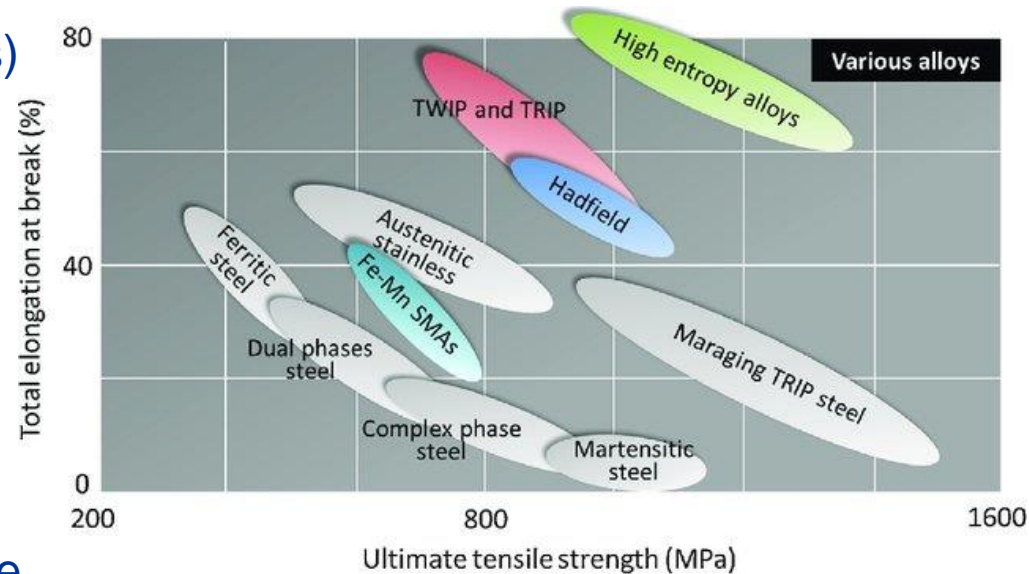 s)
80
High entropy alloys
Various alloys
TWIP and TRIP
Hadfield
Total elongation at break (%)
Austenitic
stainless
Ferritic
steel
40
Fe-Mn SMAs
Dual phases
steel
Maraging TRIP steel
Complex phase
steel
Martensitic
steel
0
200
800
1600
Ultimate tensile strength (MPa)